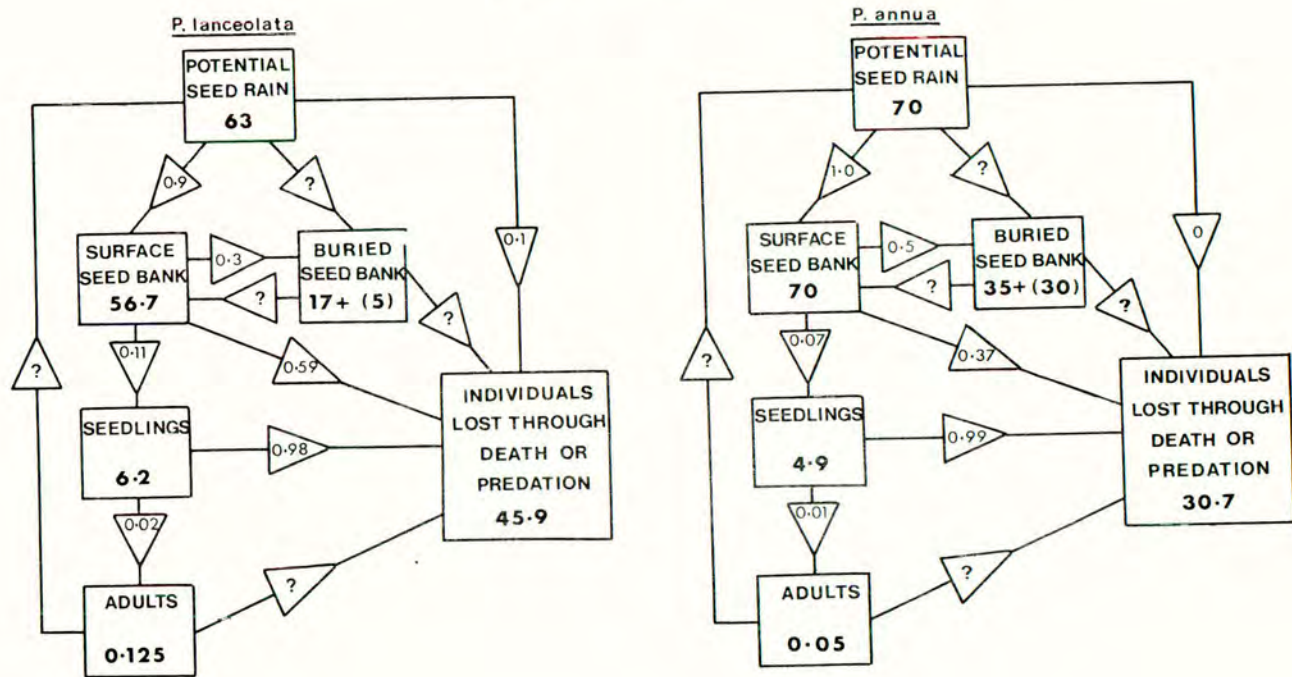 P. lanceolata
POTENTIAL
SEED RAIN
63
0·9
?
0·1
SURFACE
SEED BANK
56·7
0·3
?
BURIED
SEED BANK
17+ (5)
?
?
0·11
0·59
SEEDLINGS
6·2
0·98
INDIVIDUALS
LOST THROUGH
DEATH OR
PREDATION
45·9
0·02
?
ADULTS
0·125
P. annua
POTENTIAL
SEED RAIN
70
1·0
?
0
SURFACE
SEED BANK
70
0·5
?
BURIED
SEED BANK
35+ (30)
?
?
0·07
0·37
SEEDLINGS
4·9
0·99
INDIVIDUALS
LOST THROUGH
DEATH OR
PREDATION
30·7
0·01
?
ADULTS
0·05